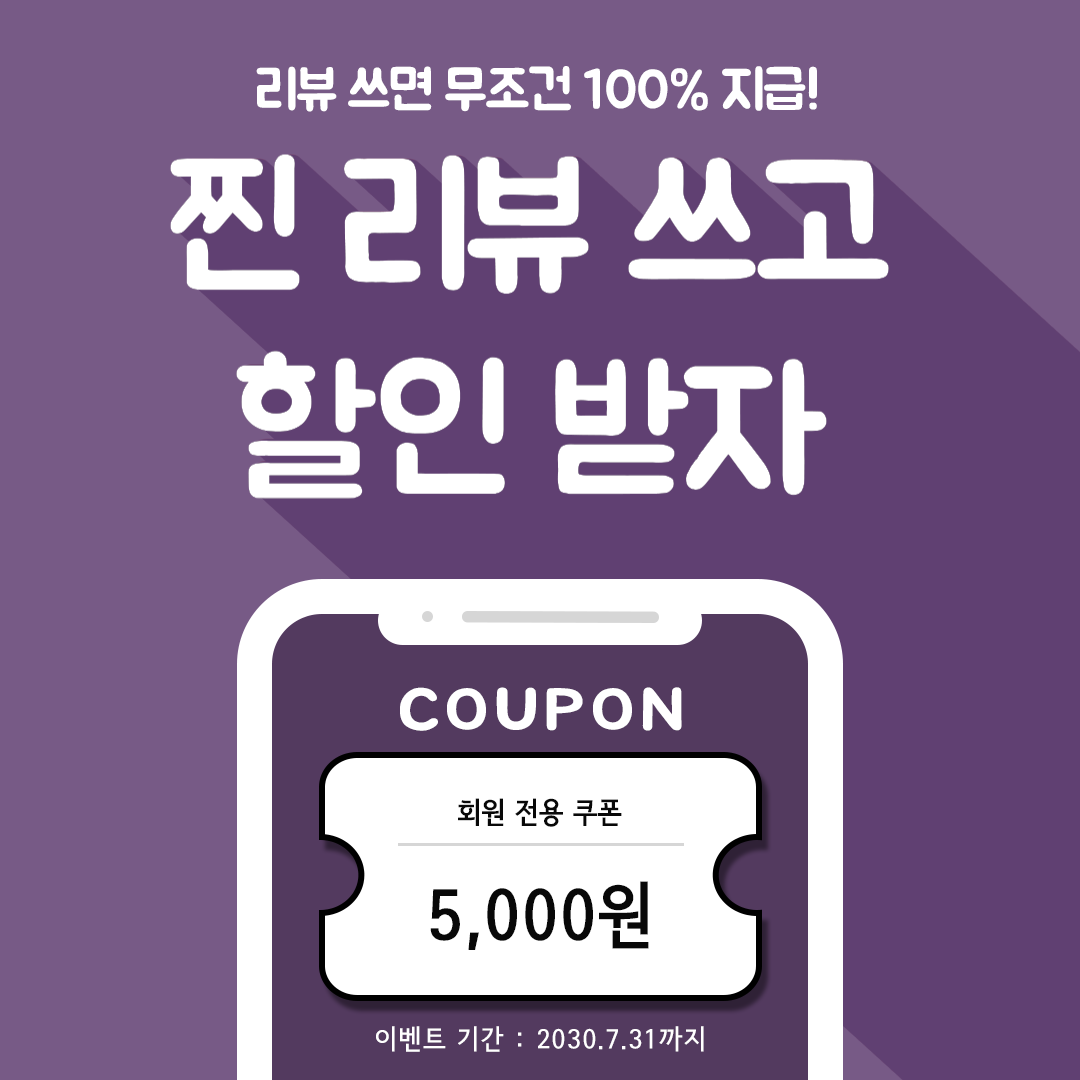 리뷰 쓰면 무조건 100% 지급!
찐 리뷰 쓰고
할인 받자
COUPON
회원 전용 쿠폰
5,000원
이벤트 기간 : 2030.7.31까지